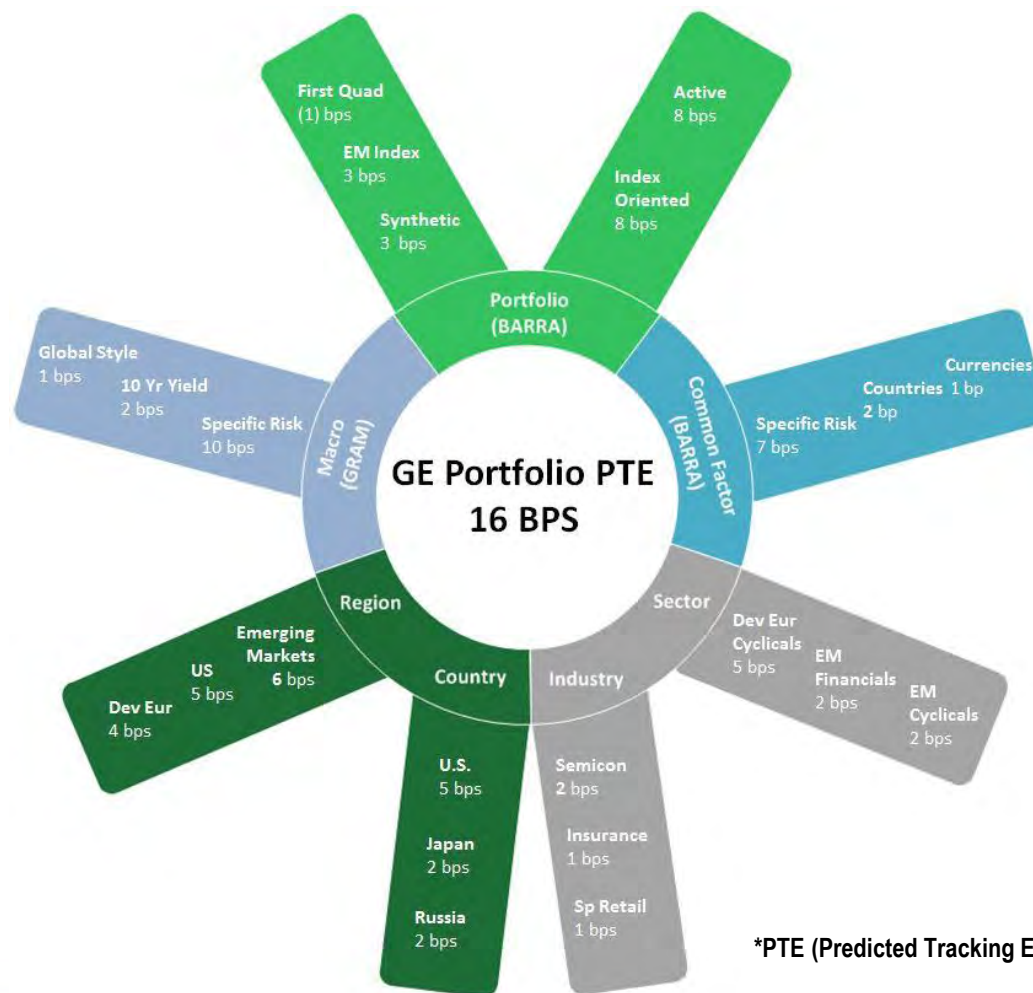 First Quad
(1) bps
EM Index
3 bps
Synthetic
3 bps
Active
8 bps
Index
Oriented
8 bps
Portfolio
(BARRA)
Global Style
1 bps
10 Yr Yield
2 bps
Specific Risk
10 bps
Macro
(GRAM)
Common Factor
(BARRA)
Currencies
1 bp
Countries
2 bp
Specific Risk
7 bps
GE Portfolio PTE
16 BPS
Region
Country
Industry
Sector
Emerging
Markets
6 bps
US
5 bps
Dev Eur
4 bps
U.S.
5 bps
Japan
2 bps
Russia
2 bps
Semicon
2 bps
Insurance
1 bps
Sp Retail
1 bps
Dev Eur
Cyclicals
5 bps
EM
Financials
2 bps
EM
Cyclicals
2 bps
*PTE (Predicted Tracking E